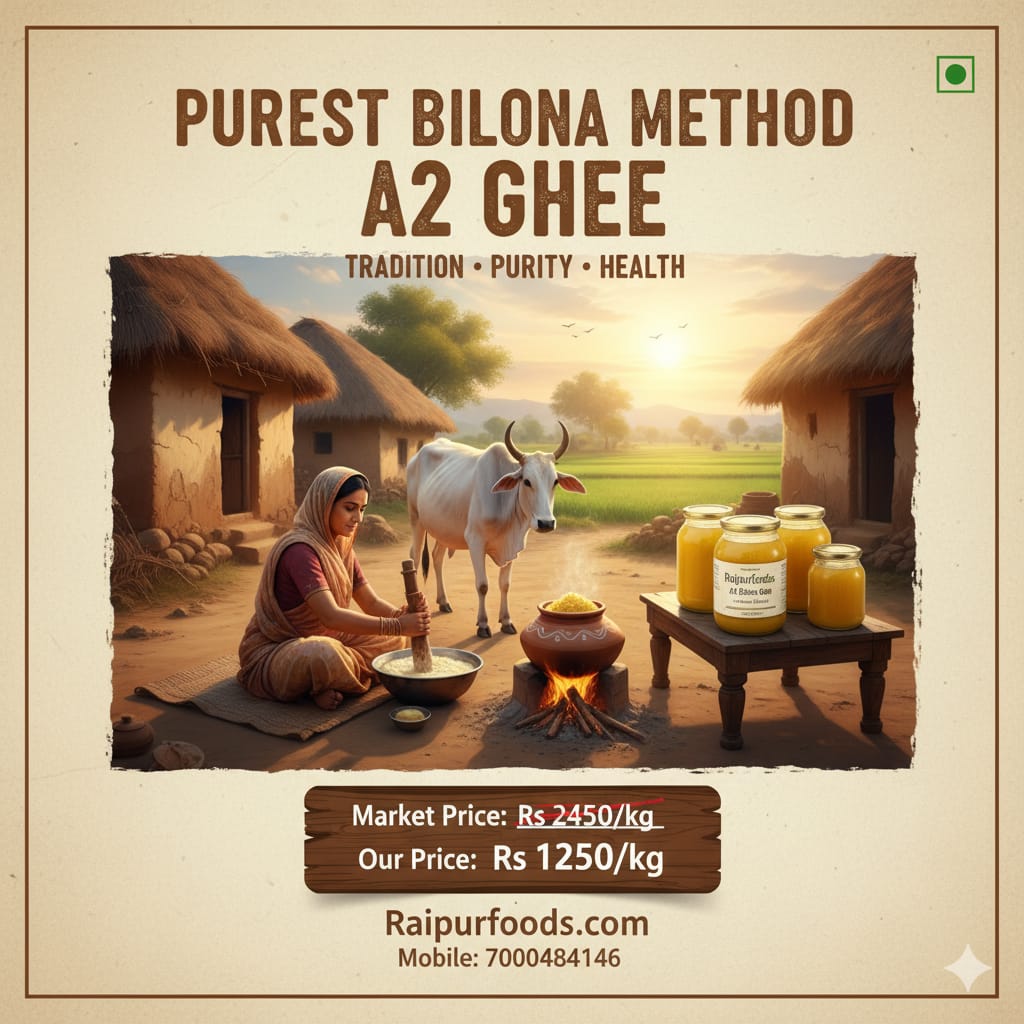 PUREST BILONA METHOD
A2 GHEE
TRADITION • PURITY • HEALTH
Market Price: Rs 2450/kg
Our Price: Rs 1250/kg
Raipurfoods.com
Mobile: 7000484146